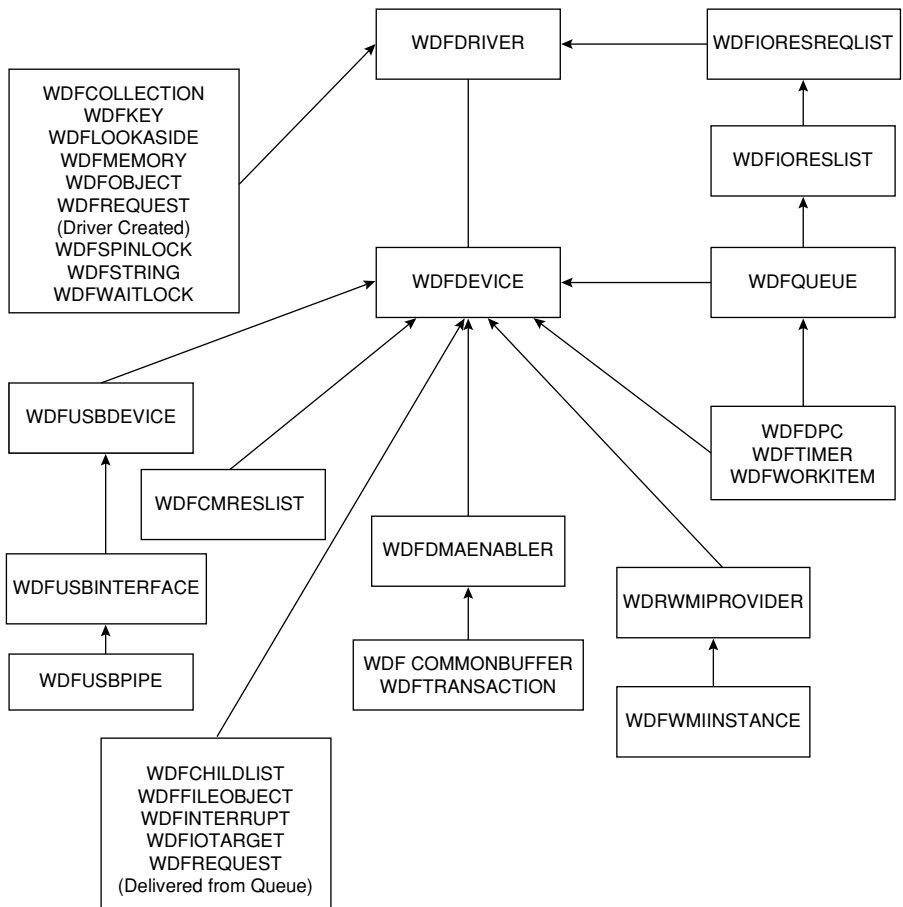 WDFDRIVER
WDFIORESREQLIST
WDFCOLLECTION
WDFKEY
WDFLOOKASIDE
WDFMEMORY
WDFOBJECT
WDFREQUEST
(Driver Created)
WDFSPINLOCK
WDFSTRING
WDFWAITLOCK
WDFIORESLIST
WDFDEVICE
WDFQUEUE
WDFUSBDEVICE
WDFDPC
WDFTIMER
WDFWORKITEM
WDFCMRESLIST
WDFDMAENABLER
WDFUSBINTERFACE
WDRWMIPROVIDER
WDF COMMONBUFFER
WDFTRANSACTION
WDFUSBPIPE
WDFWMIINSTANCE
WDFCHILDLIST
WDFFILEOBJECT
WDFINTERRUPT
WDFIOTARGET
WDFREQUEST
(Delivered from Queue)